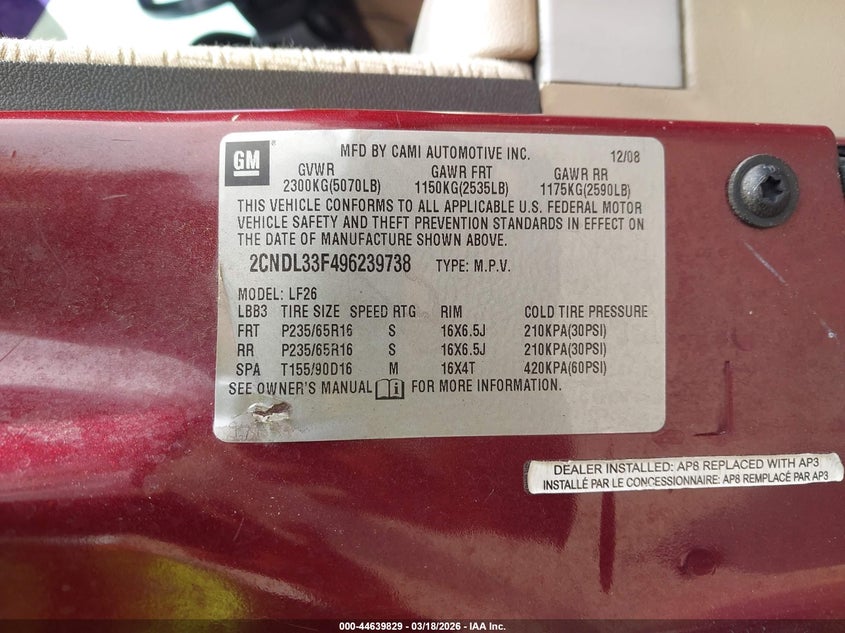 GM
MFD BY CAMI AUTOMOTIVE INC. 12/08
GVWR GAWR FRT GAWR RR
2300KG(5070LB) 1150KG(2535LB) 1175KG(2590LB)
THIS VEHICLE CONFORMS TO ALL APPLICABLE U.S. FEDERAL MOTOR
VEHICLE SAFETY AND THEFT PREVENTION STANDARDS IN EFFECT ON
THE DATE OF MANUFACTURE SHOWN ABOVE.
2CNDL33F496239738 TYPE: M.P.V.
MODEL: LF26
LBB3 TIRE SIZE SPEED RTG RIM COLD TIRE PRESSURE
FRT P235/65R16 S 16X6.5J 210KPA(30PSI)
RR P235/65R16 S 16X6.5J 210KPA(30PSI)
SPA T155/90D16 M 16X4T 420KPA(60PSI)
SEE OWNER'S MANUAL FOR MORE INFORMATION.
DEALER INSTALLED: AP8 REPLACED WITH AP3
INSTALLÉ PAR LE CONCESSIONNAIRE: AP8 REMPLACÉ PAR AP3
000-44639829 - 03/18/2026 - IAA Inc.